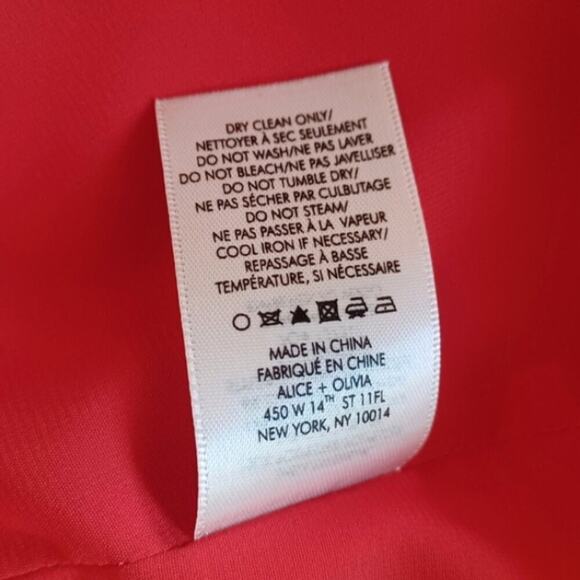 DRY CLEAN ONLY/
NETTOYER À SEC SEULEMENT
DO NOT WASH/NE PAS LAVER
DO NOT BLEACH/NE PAS JAVELLISER
DO NOT TUMBLE DRY/
NE PAS SÉCHER PAR CULBUTAGE
DO NOT STEAM/
NE PAS PASSER À LA VAPEUR
COOL IRON IF NECESSARY/
REPASSAGE À BASSE
TEMPÉRATURE, SI NÉCESSAIRE
MADE IN CHINA
FABRIQUÉ EN CHINE
ALICE + OLIVIA
450 W 14TH ST 11FL
NEW YORK, NY 10014